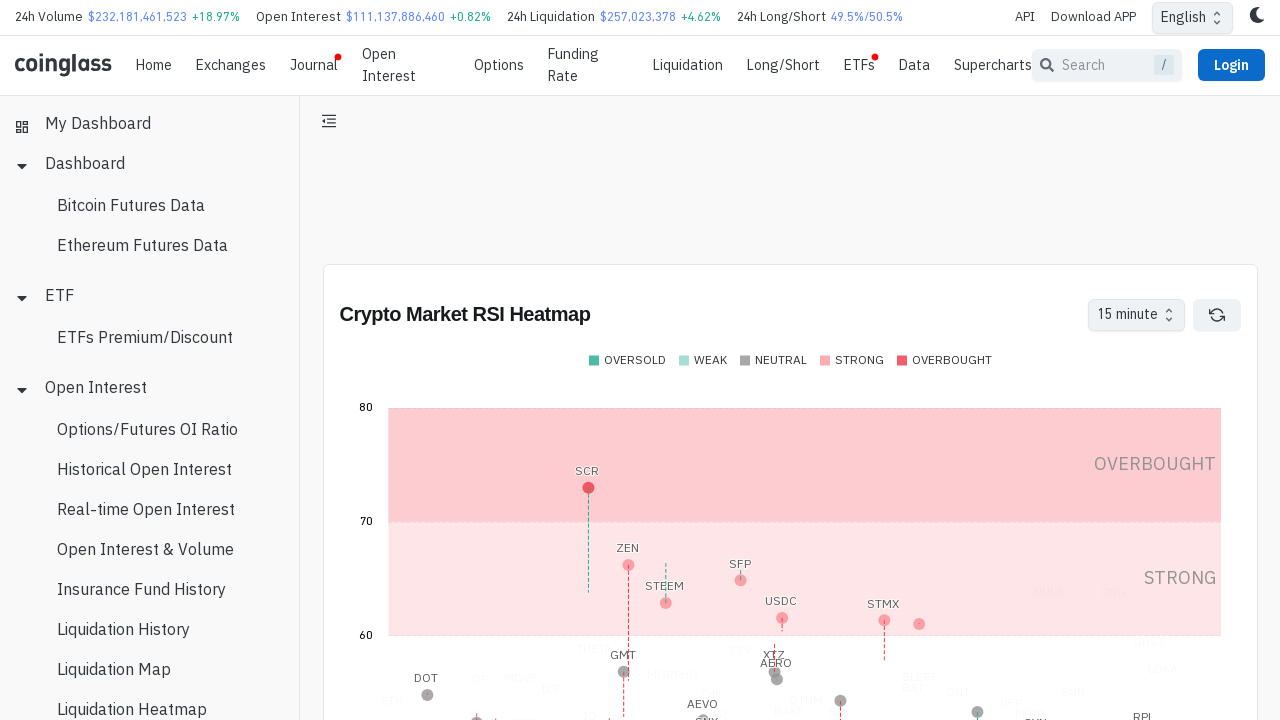 24h Volume $232,181,461,523 +18.97% Open Interest $111,137,886,460 +0.82% 24h Liquidation $257,023,378 +4.62% 24h Long/Short 49.5%/50.5% API Download APP English
coinglass Home Exchanges Journal Open Interest Options Funding Rate Liquidation Long/Short ETFs Data Supercharts Search / Login
My Dashboard
Dashboard
Bitcoin Futures Data
Ethereum Futures Data
ETF
ETFs Premium/Discount
Open Interest
Options/Futures OI Ratio
Historical Open Interest
Real-time Open Interest
Open Interest & Volume
Insurance Fund History
Liquidation History
Liquidation Map
Liquidation Heatmap
Crypto Market RSI Heatmap 15 minute
OVERSOLD WEAK NEUTRAL STRONG OVERBOUGHT
80
OVERBOUGHT
SCR
70
ZEN
SFP
STRONG
STEEM
USDC
STMX
60
GMT
XTZ
AERO
DOT
AEVO